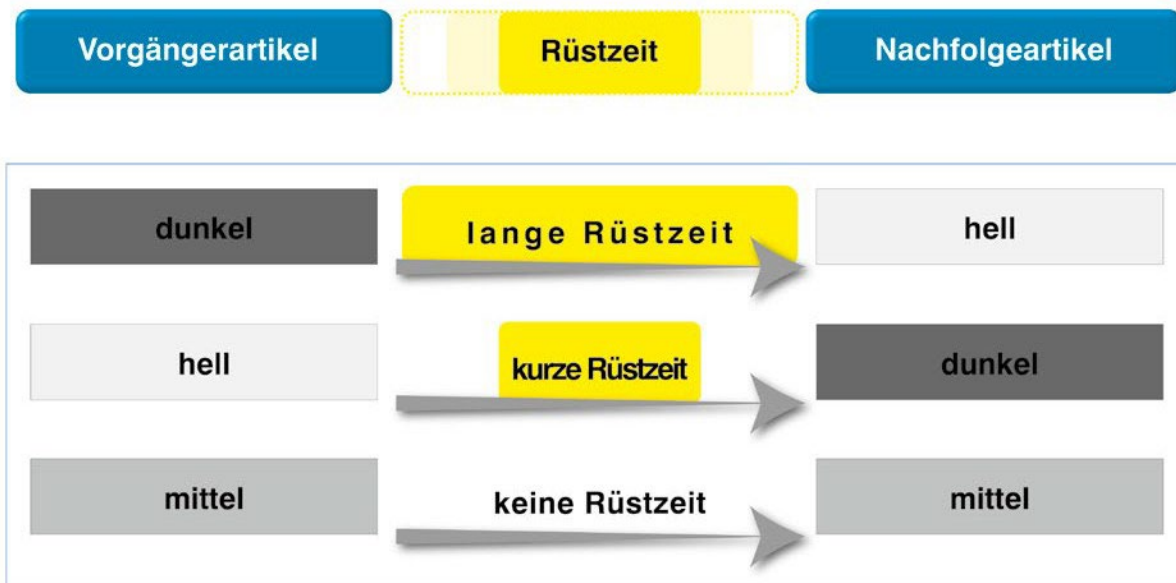 Vorgängerartikel Rüstzeit Nachfolgeartikel
dunkel lange Rüstzeit hell
hell kurze Rüstzeit dunkel
mittel keine Rüstzeit mittel